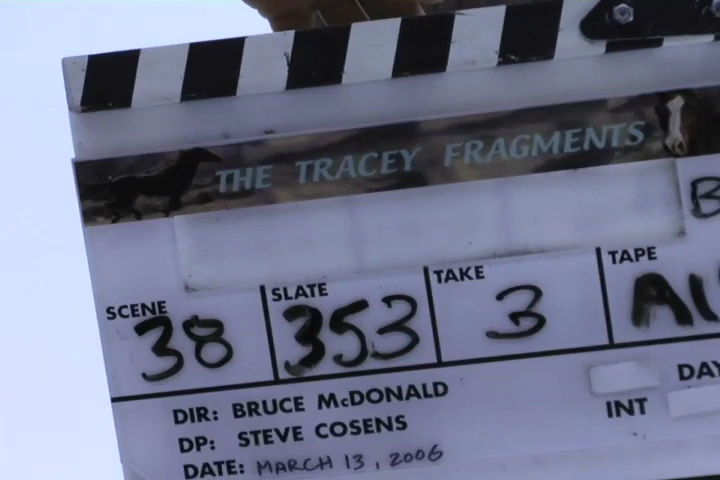 THE TRACEY FRAGMENTS
B
SCENE SLATE TAKE TAPE
38 353 3
DIR: BRUCE McDONALD
DAY
DP: STEVE COSENS
INT
DATE: MARCH 13, 2006